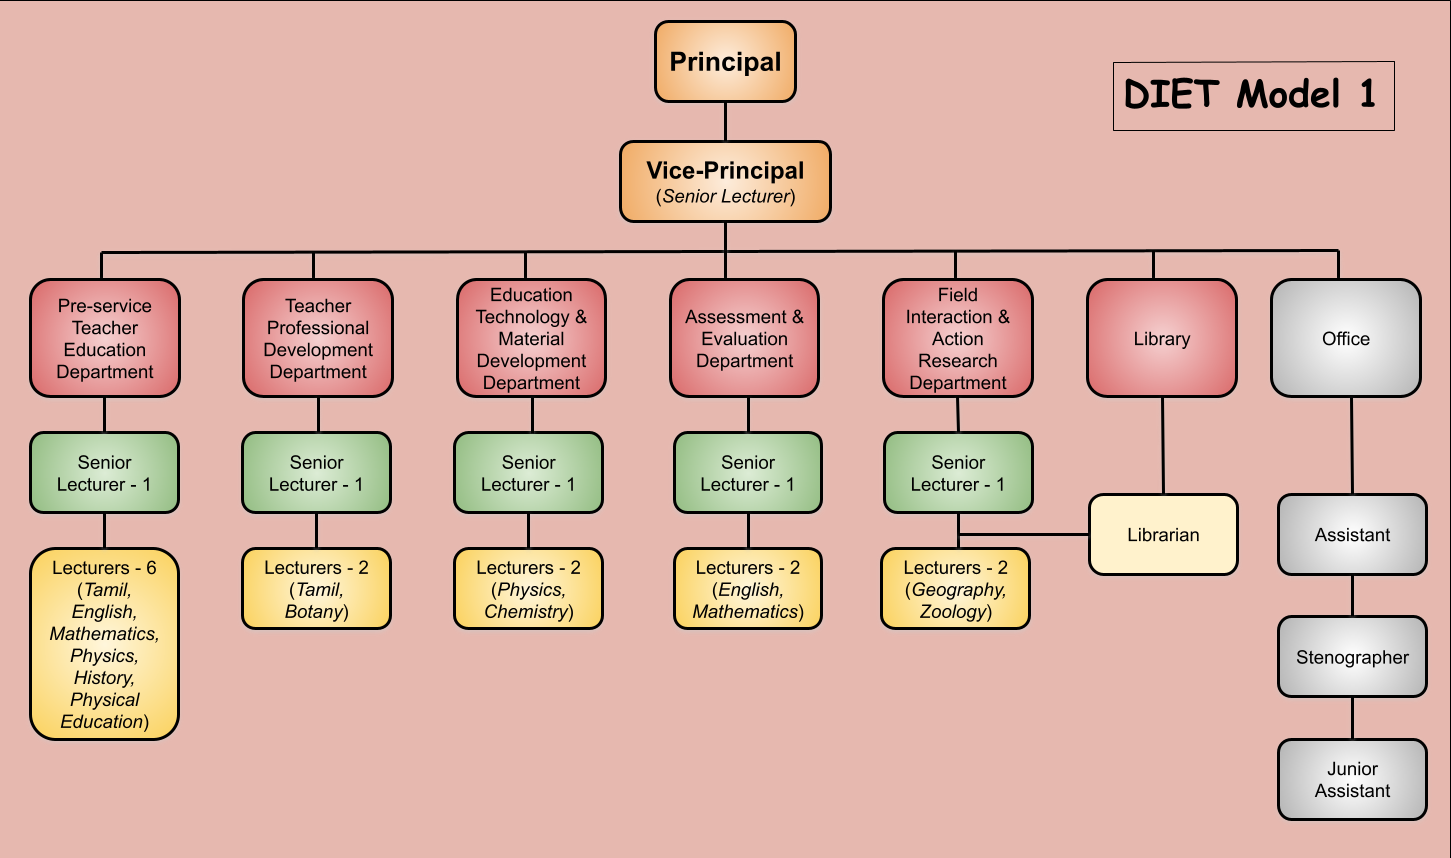 Principal
DIET Model 1
Vice-Principal
(Senior Lecturer)
Pre-service
Teacher
Education
Department
Teacher
Professional
Development
Department
Education
Technology &
Material
Development
Department
Assessment &
Evaluation
Department
Field
Interaction &
Action
Research
Department
Library
Office
Senior
Lecturer - 1
Senior
Lecturer - 1
Senior
Lecturer - 1
Senior
Lecturer - 1
Senior
Lecturer - 1
Librarian
Assistant
Lecturers - 6
(Tamil,
English,
Mathematics,
Physics,
History,
Physical
Education)
Lecturers - 2
(Tamil,
Botany)
Lecturers - 2
(Physics,
Chemistry)
Lecturers - 2
(English,
Mathematics)
Lecturers - 2
(Geography,
Zoology)
Stenographer
Junior
Assistant